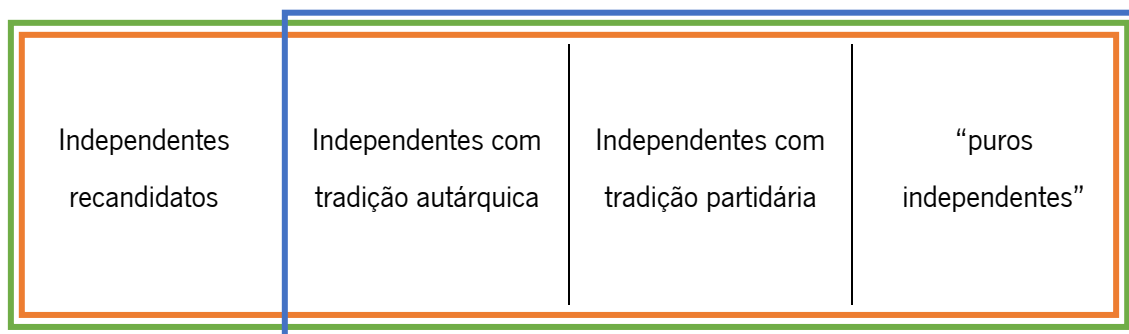 Independentes
recandidatos
Independentes com
tradição autárquica
Independentes com
tradição partidária
“puros
independentes”